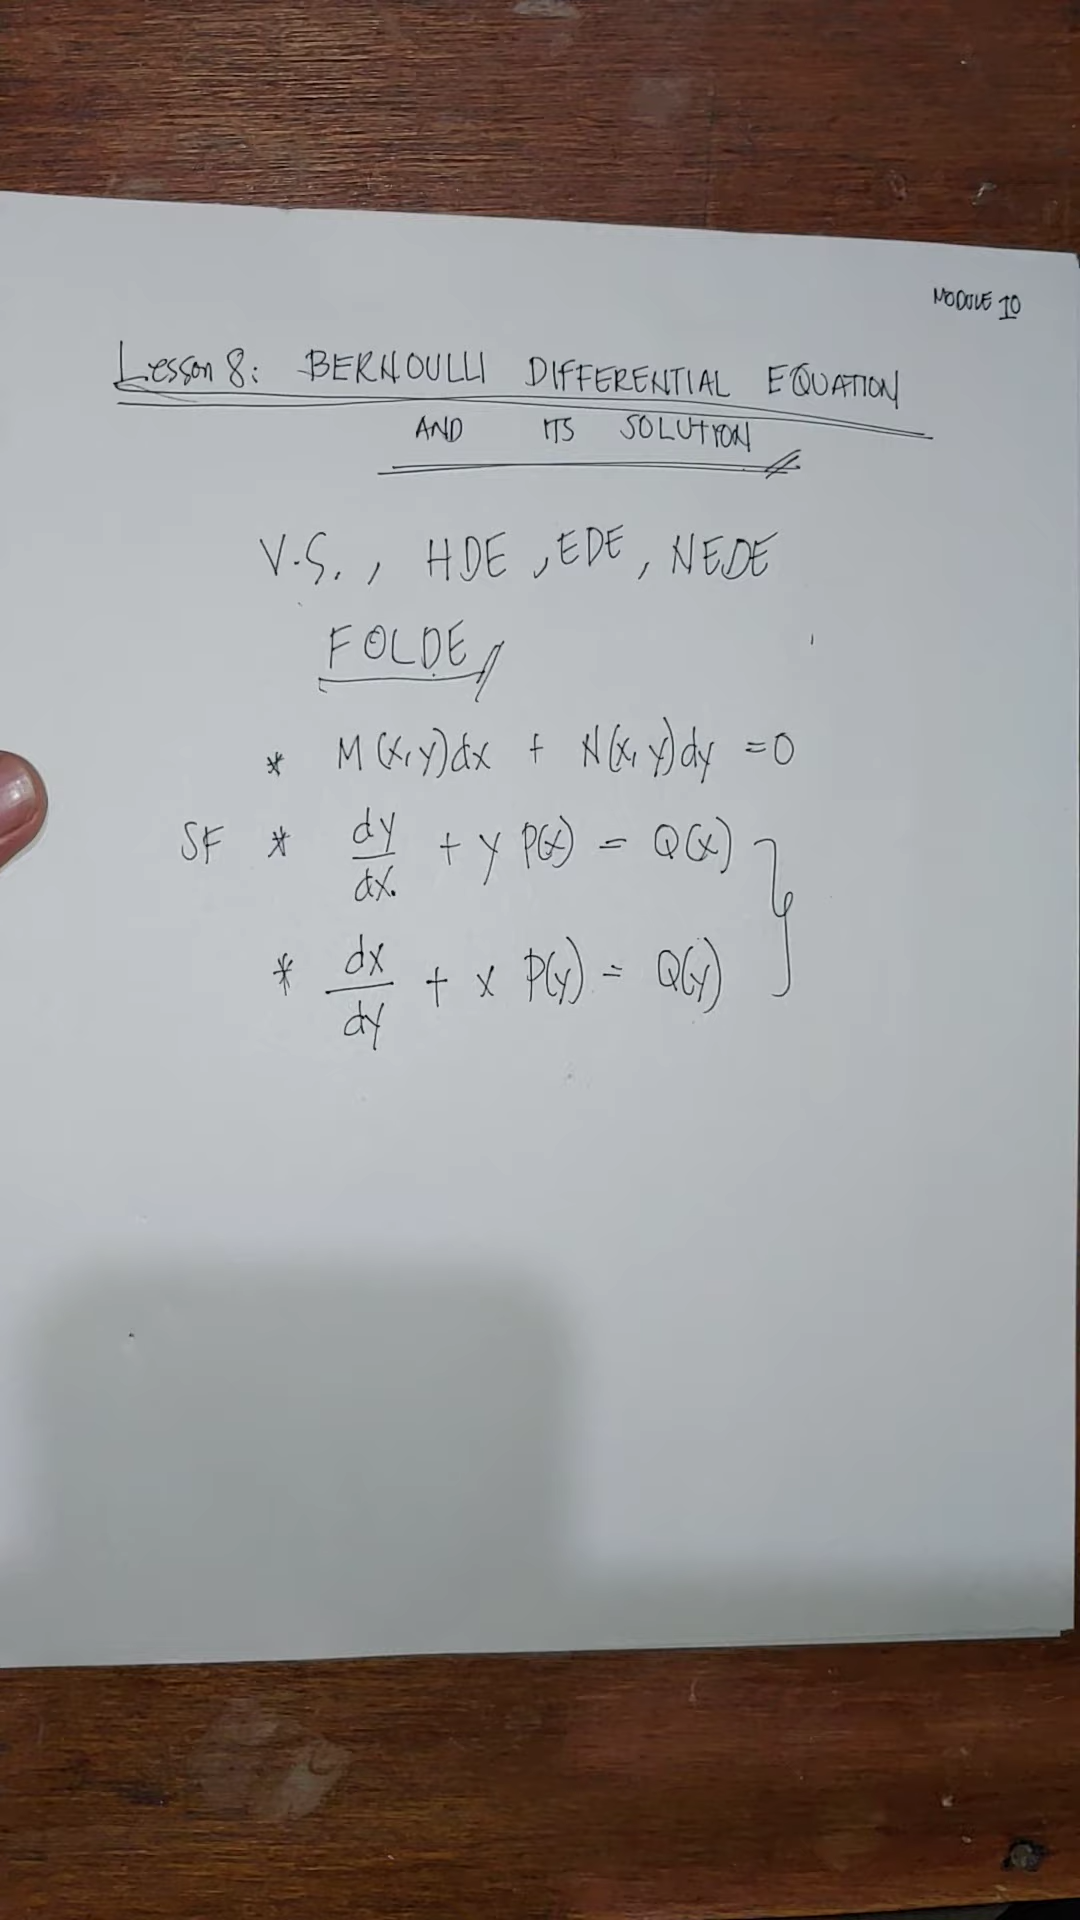 MODULE 10
Lesson 8: BERNOULLI DIFFERENTIAL EQUATION
AND ITS SOLUTION
V.S., HDE, EDE, NEDE
FOLDE
* M(x,y)dx + N(x,y)dy = 0
SF * dy/dx + y P(x) = Q(x)
* dx/dy + x P(y) = Q(y)